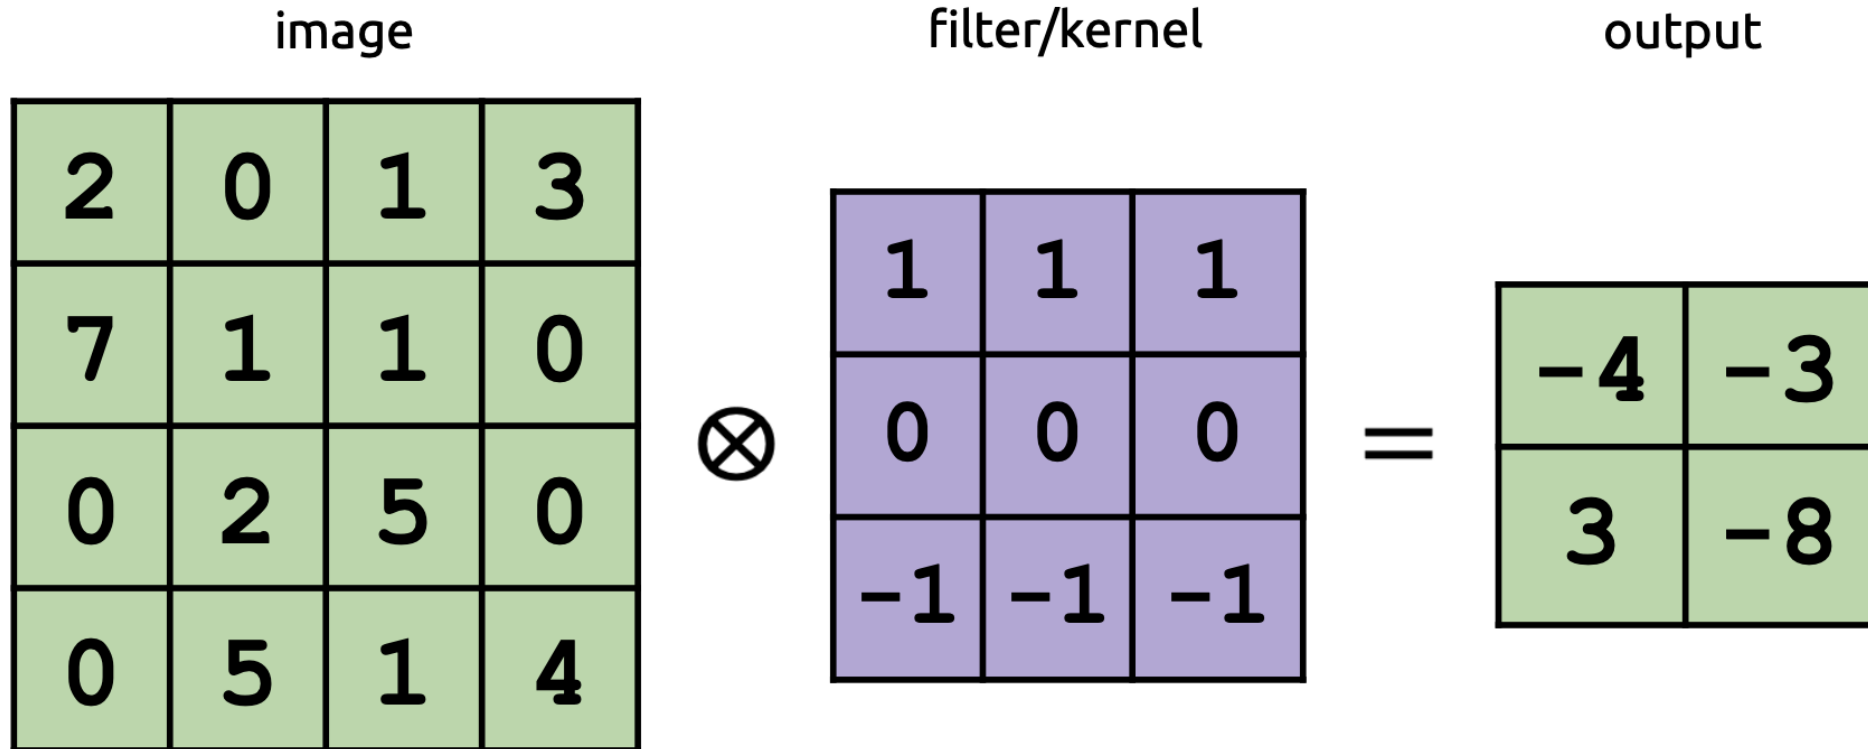 image filter/kernel output
2 0 1 3
7 1 1 0
0 2 5 0
0 5 1 4
⊗
1 1 1
0 0 0
-1 -1 -1
=
-4 -3
3 -8